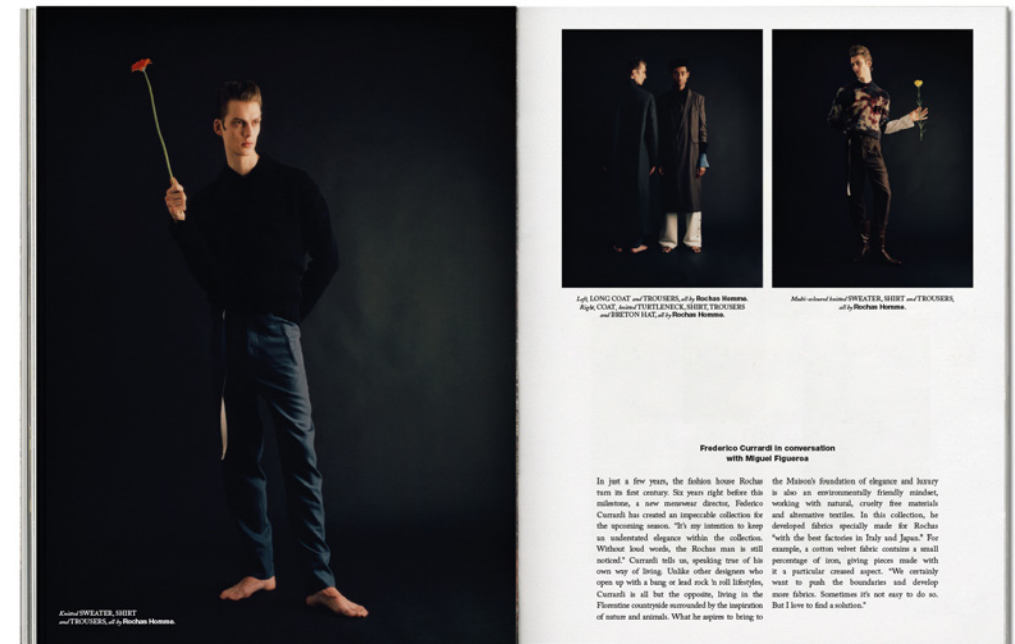 Knitted SWEATER, SHIRT
and TROUSERS, all by Rochas Homme.
Left, LONG COAT and TROUSERS, all by Rochas Homme.
Right, COAT, knitted TURTLENECK, SHIRT, TROUSERS
and BRETON HAT, all by Rochas Homme.
Multi-coloured knitted SWEATER, SHIRT and TROUSERS,
all by Rochas Homme.
Frederico Currardi in conversation
with Miguel Figueroa
In just a few years, the fashion house Rochas
turn its first century. Six years right before this
milestone, a new menswear director, Federico
Currardi has created an impeccable collection for
the upcoming season. "It's my intention to keep
an understated elegance within the collection.
Without loud words, the Rochas man is still
noticed." Currardi tells us, speaking true of his
own way of living. Unlike other designers who
open up with a bang or lead rock 'n roll lifestyles,
Currardi is all but the opposite, living in the
Florentine countryside surrounded by the inspiration
of nature and animals. What he aspires to bring to
the Maison's foundation of elegance and luxury
is also an environmentally friendly mindset,
working with natural, cruelty free materials
and alternative textiles. In this collection, he
developed fabrics specially made for Rochas
"with the best factories in Italy and Japan." For
example, a cotton velvet fabric contains a small
percentage of iron, giving pieces made with
it a particular creased aspect. "We certainly
want to push the boundaries and develop
more fabrics. Sometimes it's not easy to do so.
But I love to find a solution."